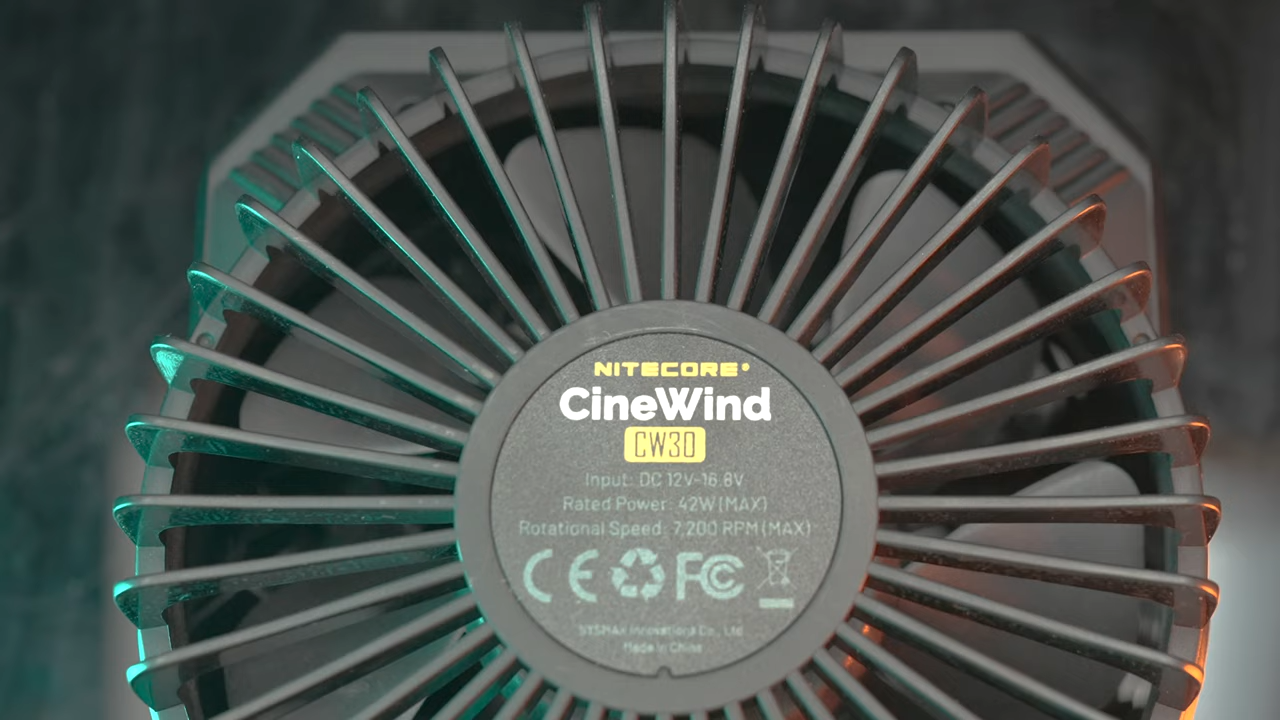 NITECORE®
CineWind
CW30
Input: DC 12V-16.8V
Rated Power: 42W(MAX)
Rotational Speed: 7,200 RPM(MAX)
CE FC
SYSMAX Innovations Co., Ltd.
Made in China